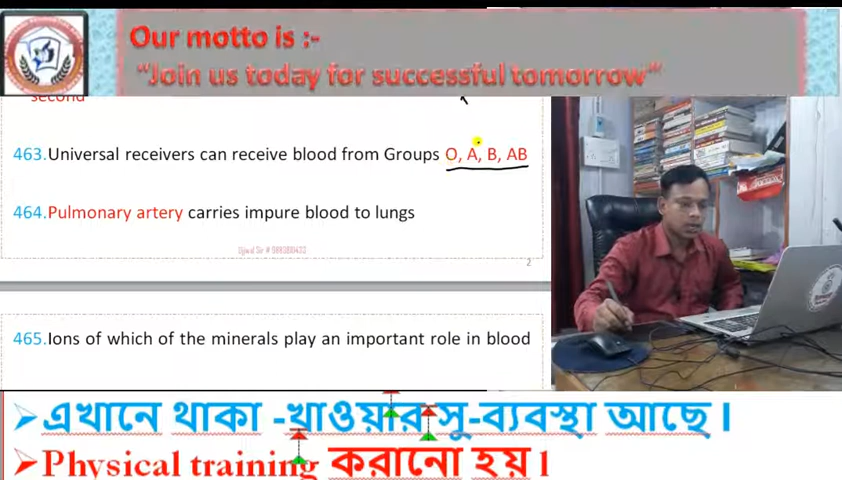 Our motto is :-
"Join us today for successful tomorrow"
second
463.Universal receivers can receive blood from Groups O, A, B, AB
464.Pulmonary artery carries impure blood to lungs
2
465.Ions of which of the minerals play an important role in blood
➢এখানে থাকা -খাওয়ার সু-ব্যবস্থা আছে ।
➢Physical training করানো হয় l